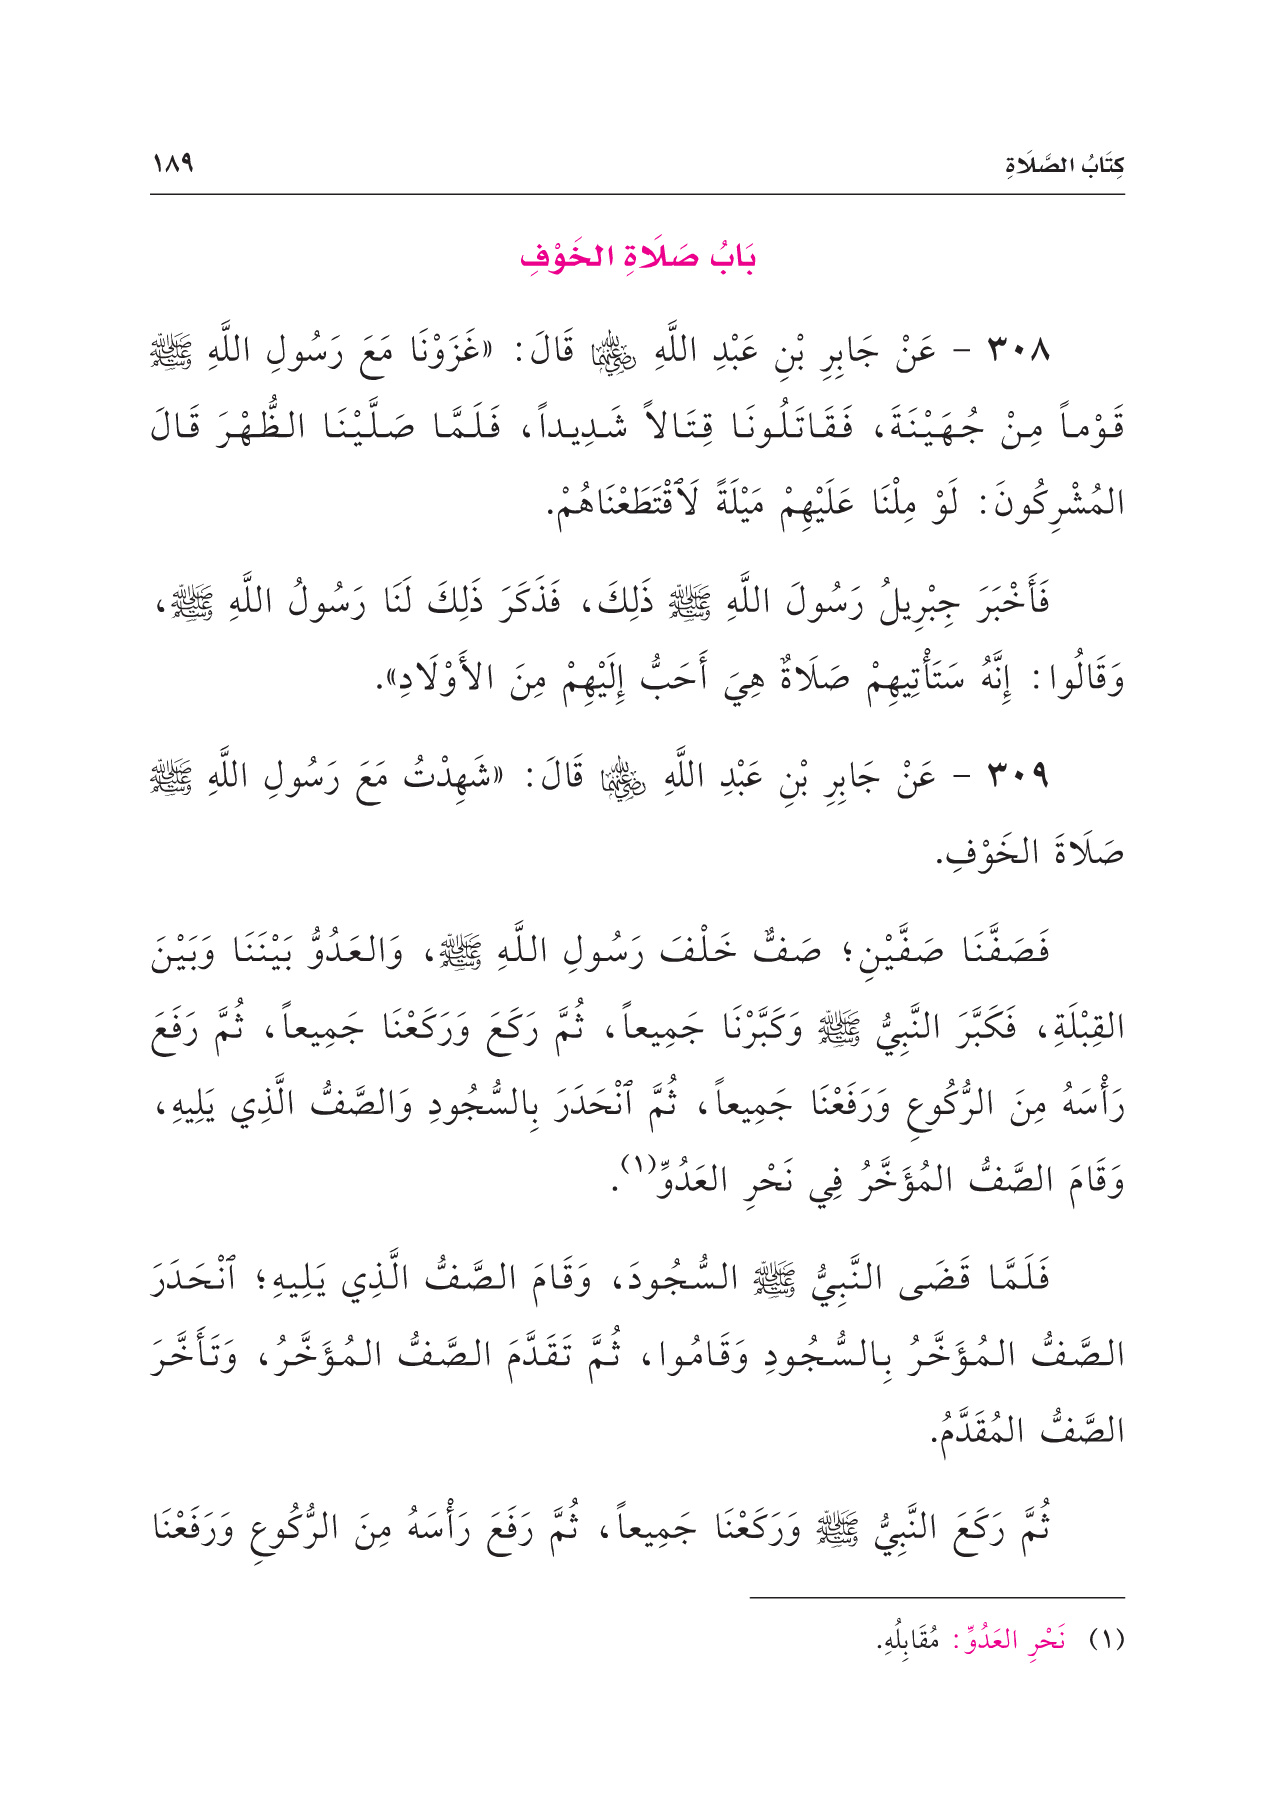 كِتَابُ الصَّلَاةِ ١٨٩
بَابُ صَلَاةِ الخَوْفِ
٣٠٨ - عَنْ جَابِرِ بْنِ عَبْدِ اللَّهِ رضي الله عنهما قَالَ: «غَزَوْنَا مَعَ رَسُولِ اللَّهِ ﷺ
قَوْماً مِنْ جُهَيْنَةَ، فَقَاتَلُونَا قِتَالاً شَدِيداً، فَلَمَّا صَلَّيْنَا الظُّهْرَ قَالَ
المُشْرِكُونَ: لَوْ مِلْنَا عَلَيْهِمْ مَيْلَةً لَٱقْتَطَعْنَاهُمْ.
فَأَخْبَرَ جِبْرِيلُ رَسُولَ اللَّهِ ﷺ ذَلِكَ، فَذَكَرَ ذَلِكَ لَنَا رَسُولُ اللَّهِ ﷺ،
وَقَالُوا: إِنَّهُ سَتَأْتِيهِمْ صَلَاةٌ هِيَ أَحَبُّ إِلَيْهِمْ مِنَ الأَوْلَادِ».
٣٠٩ - عَنْ جَابِرِ بْنِ عَبْدِ اللَّهِ رضي الله عنهما قَالَ: «شَهِدْتُ مَعَ رَسُولِ اللَّهِ ﷺ
صَلَاةَ الخَوْفِ.
فَصَفَّنَا صَفَّيْنِ؛ صَفٌّ خَلْفَ رَسُولِ اللَّهِ ﷺ، وَالعَدُوُّ بَيْنَنَا وَبَيْنَ
القِبْلَةِ، فَكَبَّرَ النَّبِيُّ ﷺ وَكَبَّرْنَا جَمِيعاً، ثُمَّ رَكَعَ وَرَكَعْنَا جَمِيعاً، ثُمَّ رَفَعَ
رَأْسَهُ مِنَ الرُّكُوعِ وَرَفَعْنَا جَمِيعاً، ثُمَّ ٱنْحَدَرَ بِالسُّجُودِ وَالصَّفُّ الَّذِي يَلِيهِ،
وَقَامَ الصَّفُّ المُؤَخَّرُ فِي نَحْرِ العَدُوِّ(١).
فَلَمَّا قَضَى النَّبِيُّ ﷺ السُّجُودَ، وَقَامَ الصَّفُّ الَّذِي يَلِيهِ؛ ٱنْحَدَرَ
الصَّفُّ المُؤَخَّرُ بِالسُّجُودِ وَقَامُوا، ثُمَّ تَقَدَّمَ الصَّفُّ المُؤَخَّرُ، وَتَأَخَّرَ
الصَّفُّ المُقَدَّمُ.
ثُمَّ رَكَعَ النَّبِيُّ ﷺ وَرَكَعْنَا جَمِيعاً، ثُمَّ رَفَعَ رَأْسَهُ مِنَ الرُّكُوعِ وَرَفَعْنَا
(١) نَحْرِ العَدُوِّ: مُقَابِلُهِ.